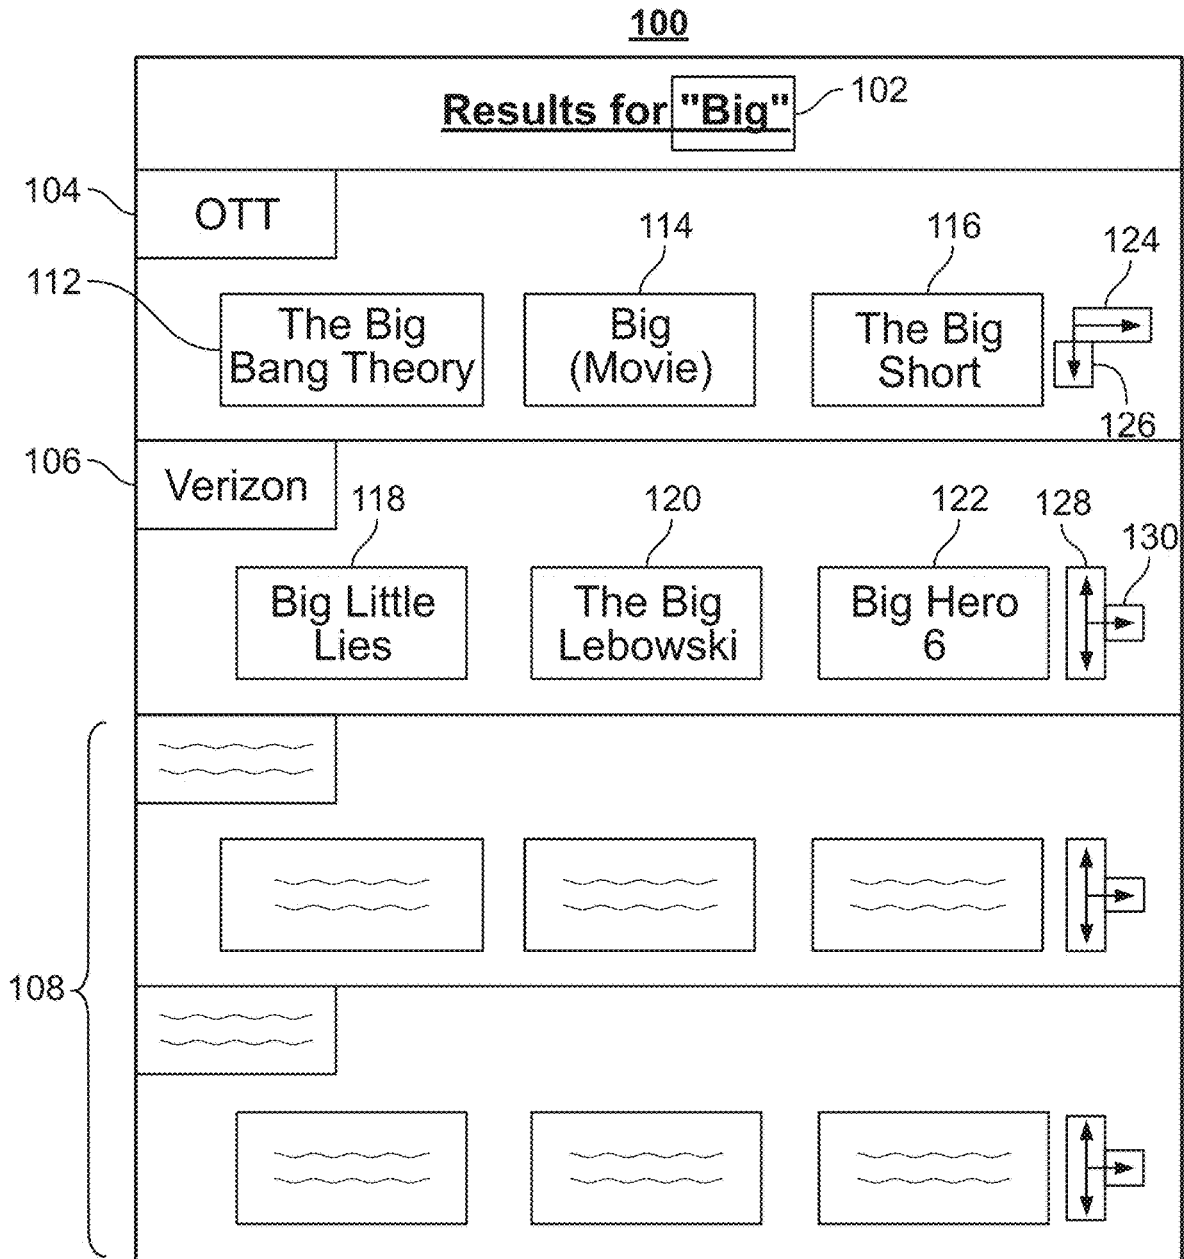 100
Results for "Big"
102
104
OTT
114
116
124
112
The Big
Bang Theory
Big
(Movie)
The Big
Short
126
106
Verizon
118
120
122
128
130
Big Little
Lies
The Big
Lebowski
Big Hero
6
108